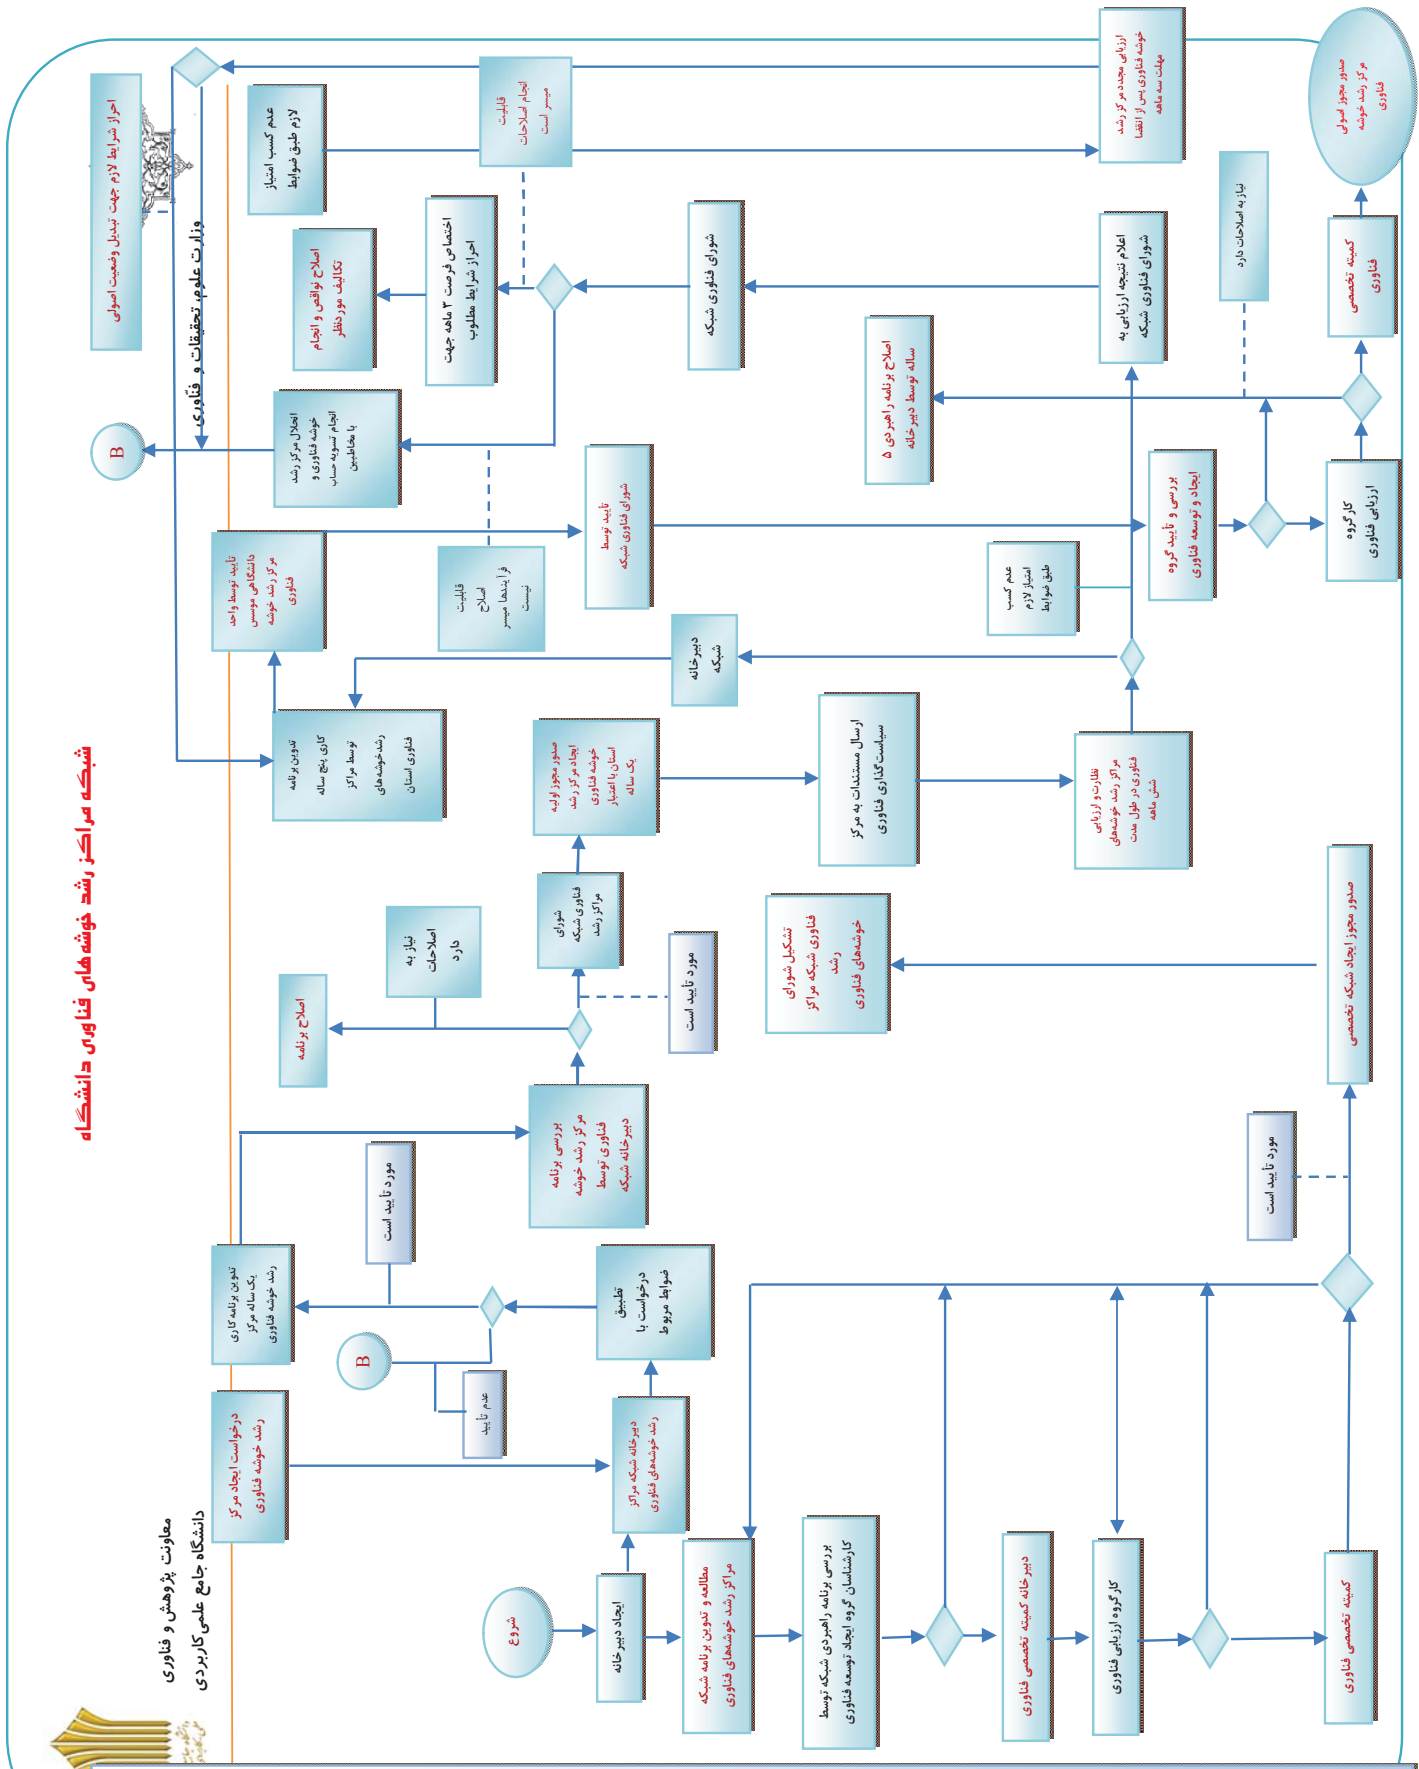 وزارت علوم، تحقیقات و فنّاوری
معاونت پژوهش و فناوری
دانشگاه جامع علمی کاربردی
شبکه مراکز رشد خوشه‌های فناوری دانشگاه
شروع
ایجاد دبیرخانه
مطالعه و تدوین برنامه شبکه
مراکز رشد خوشه‌های فناوری
بررسی برنامه راهبردی شبکه توسط
کارشناسان گروه ایجاد توسعه فناوری
دبیرخانه کمیته تخصصی فناوری
کارگروه ارزیابی فناوری
کمیته تخصصی فناوری
مورد تأیید است
صدور مجوز ایجاد شبکه تخصصی
تشکیل شورای
فناوری شبکه مراکز
رشد
خوشه‌های فناوری
درخواست ایجاد مرکز
رشد خوشه فناوری
دبیرخانه شبکه مراکز
رشد خوشه‌های فناوری
تطبیق
درخواست با
ضوابط مربوط
عدم تأیید
B
مورد تأیید است
تدوین برنامه کاری
یک ساله مرکز
رشد خوشه فناوری
بررسی برنامه
مرکز رشد خوشه
فناوری توسط
دبیرخانه شبکه
اصلاح برنامه
نیاز به
اصلاحات
دارد
مورد تأیید است
شورای
فناوری شبکه
مراکز رشد
صدور مجوز اولیه
ایجاد مرکز رشد
خوشه فناوری
استان با اعتبار
یک ساله
ارسال مستندات به مرکز
سیاست‌گذاری فناوری
نظارت و ارزیابی
مراکز رشد خوشه‌های
فناوری در طول مدت
شش ماهه
دبیرخانه
شبکه
عدم کسب
امتیاز لازم
طبق ضوابط
تدوین برنامه
کاری پنج ساله
توسط مراکز
رشدخوشه‌های
فناوری استان
تأیید توسط واحد
دانشگاهی موسس
مرکز رشد خوشه
فناوری
تأیید توسط
شورای فناوری شبکه
بررسی و تأیید گروه
ایجاد و توسعه فناوری
کارگروه
ارزیابی فناوری
نیاز به اصلاحات دارد
اصلاح برنامه راهبردی ۵
ساله توسط دبیرخانه
کمیته تخصصی
فناوری
صدور مجوز اصولی
مرکز رشد خوشه
فناوری
اعلام نتیجه ارزیابی به
شورای فناوری شبکه
شورای فناوری شبکه
قابلیت
انجام اصلاحات
میسر است
قابلیت
اصلاح
فرآیندها میسر
نیست
اختصاص فرصت ۳ ماهه جهت
احراز شرایط مطلوب
اصلاح نواقص و انجام
تکالیف موردنظر
انحلال مرکز رشد
خوشه فناوری و
انجام تسویه حساب
با مخاطبین
B
عدم کسب امتیاز
لازم طبق ضوابط
ارزیابی مجدد مرکز رشد
خوشه فناوری پس از انقضا
مهلت سه ماهه
احراز شرایط لازم جهت تبدیل وضعیت اصولی